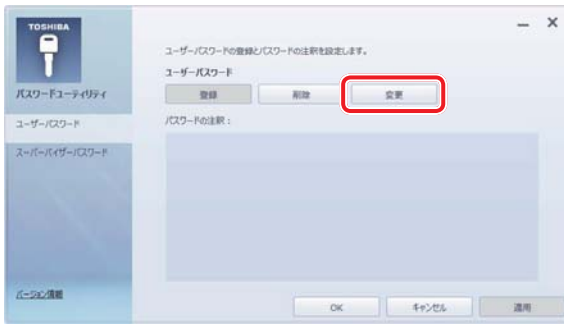 TOSHIBA
パスワードユーティリティ
ユーザーパスワード
スーパーバイザーパスワード
バージョン情報
ユーザーパスワードの登録とパスワードの注釈を設定します。
ユーザーパスワード
登録
削除
変更
パスワードの注釈：
OK
キャンセル
適用